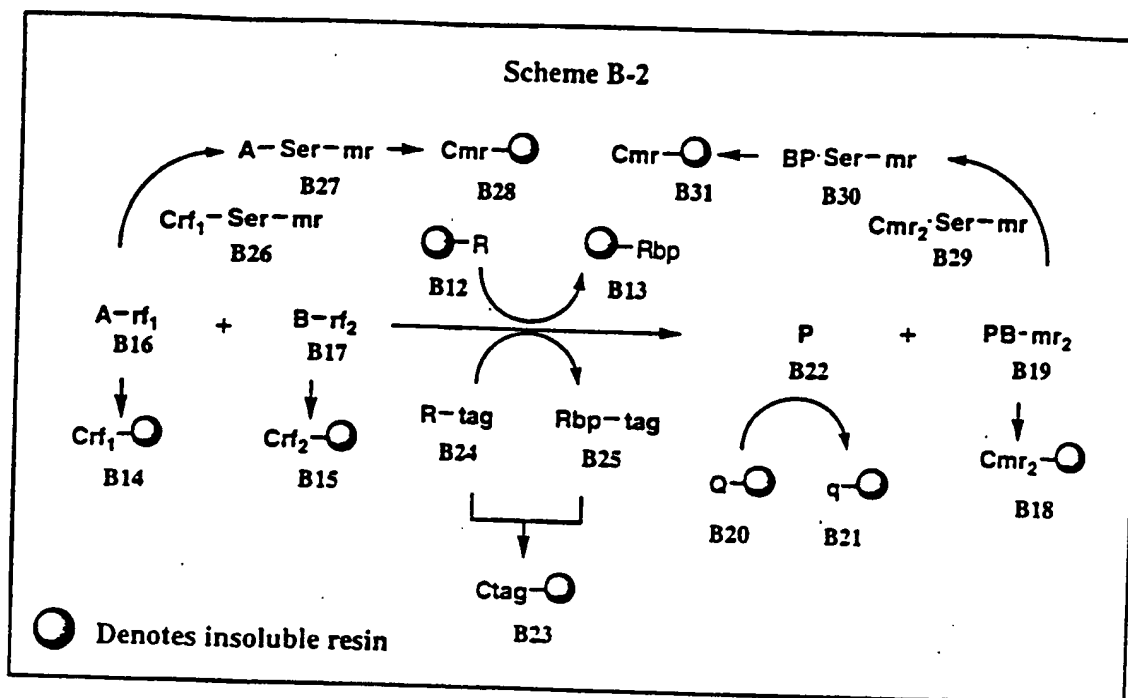 Scheme B-2
A–Ser–mr → Cmr–
B27 B28
Cmr– ← BP·Ser–mr
B31 B30
Crf₁–Ser–mr
B26
Cmr₂·Ser–mr
B29
–R
B12
–Rbp
B13
A–rf₁ + B–rf₂ → P + PB–mr₂
B16 B17 B22 B19
Crf₁–
B14
Crf₂–
B15
R–tag
B24
Rbp–tag
B25
Q–
B20
q–
B21
Cmr₂–
B18
Ctag–
B23
Denotes insoluble resin